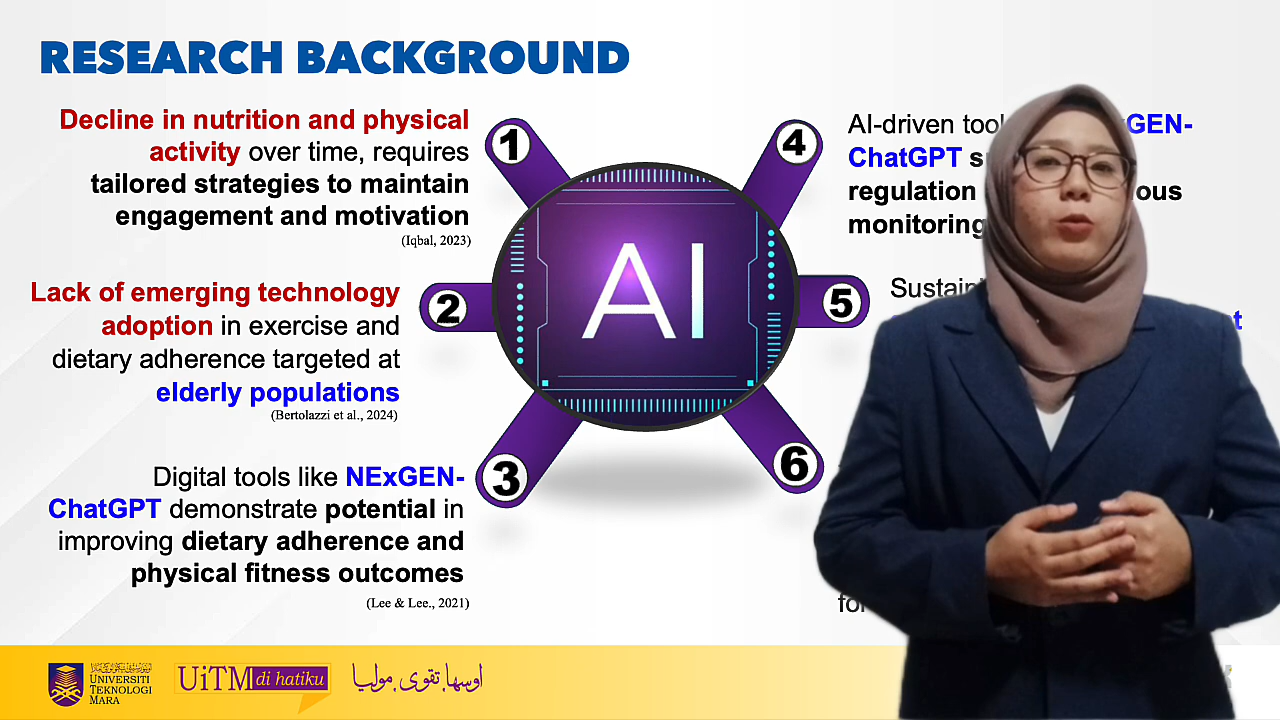 RESEARCH BACKGROUND
Decline in nutrition and physical
activity over time, requires
tailored strategies to maintain
engagement and motivation
(Iqbal, 2023)
Lack of emerging technology
adoption in exercise and
dietary adherence targeted at
elderly populations
(Bertolazzi et al., 2024)
Digital tools like NExGEN-
ChatGPT demonstrate potential in
improving dietary adherence and
physical fitness outcomes
(Lee & Lee., 2021)
1
2
3
AI
4
5
6
AI-driven
ChatGPT
regulation
monitoring
UNIVERSITI
TEKNOLOGI
MARA
UiTM di hatiku
اوسها، تقوى، موليا